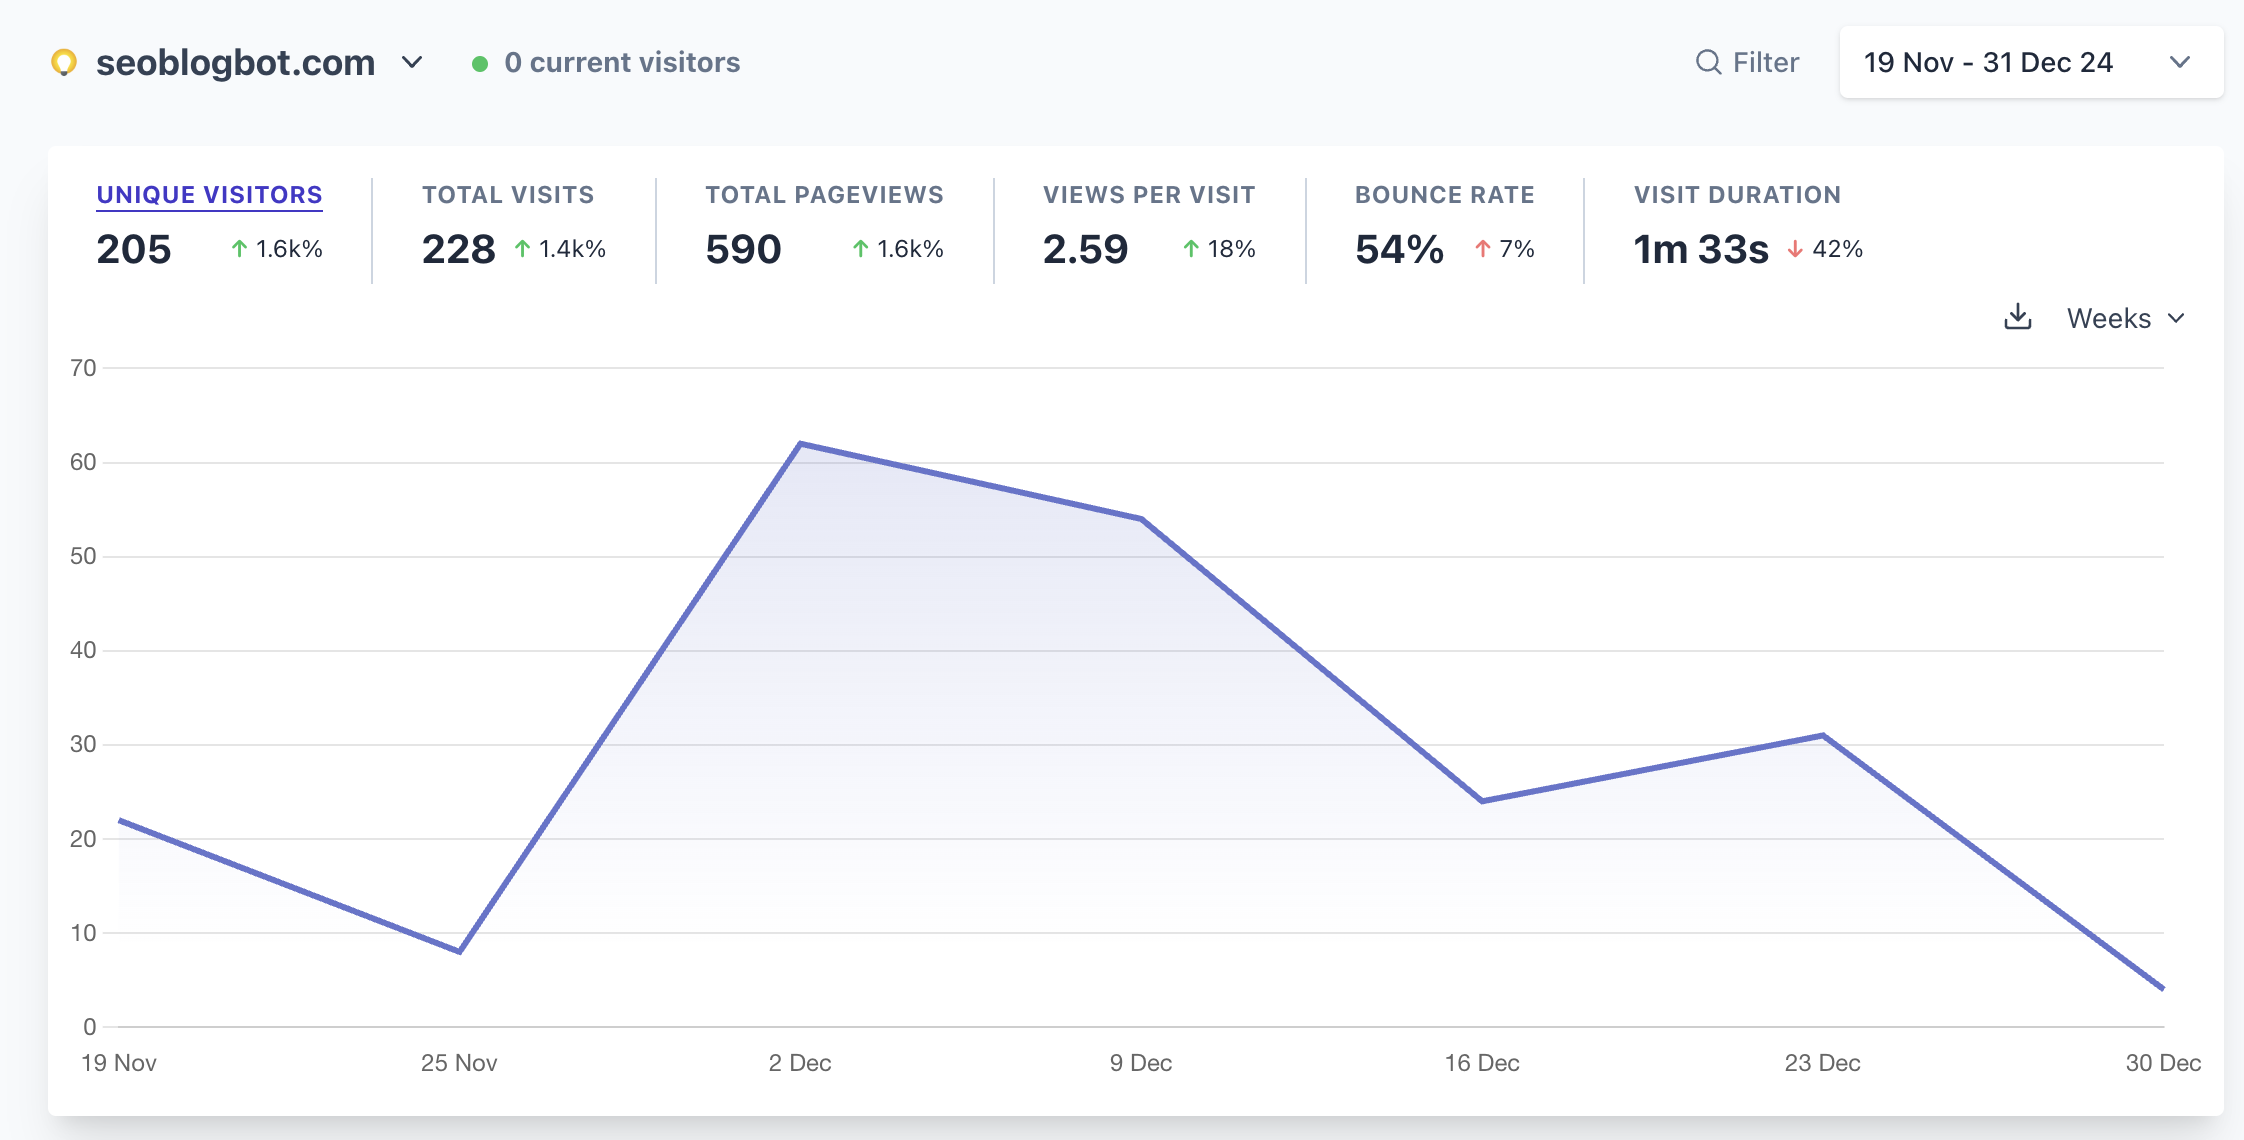 seoblogbot.com
0 current visitors
Filter
19 Nov - 31 Dec 24
UNIQUE VISITORS
205 ↑ 1.6k%
TOTAL VISITS
228 ↑ 1.4k%
TOTAL PAGEVIEWS
590 ↑ 1.6k%
VIEWS PER VISIT
2.59 ↑ 18%
BOUNCE RATE
54% ↑ 7%
VISIT DURATION
1m 33s ↓ 42%
Weeks
70
60
50
40
30
20
10
0
19 Nov 25 Nov 2 Dec 9 Dec 16 Dec 23 Dec 30 Dec